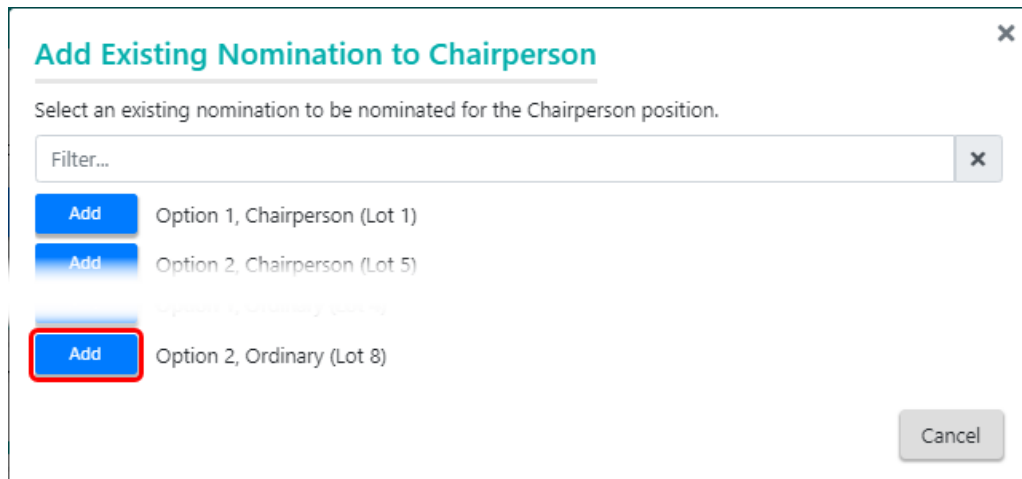 Add Existing Nomination to Chairperson
Select an existing nomination to be nominated for the Chairperson position.
Filter...
Add Option 1, Chairperson (Lot 1)
Add Option 2, Chairperson (Lot 5)
Add Option 2, Ordinary (Lot 8)
Cancel